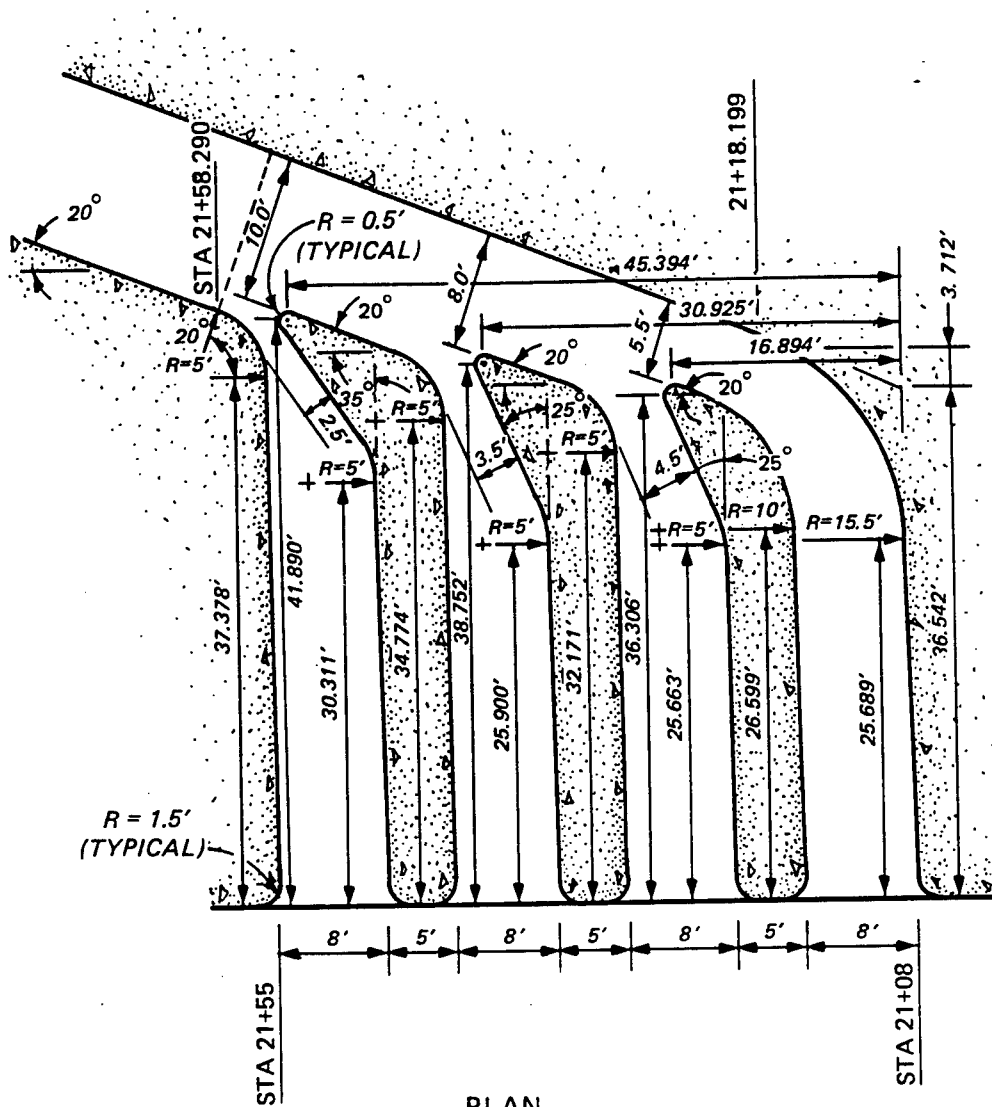 20°
STA 21+58.290
10.0'
R = 0.5'
(TYPICAL)
21+18.199
45.394'
8.0'
30.925'
3.712'
5.5'
16.894'
20°
20°
R=5'
20°
20°
35°
2.5'
R=5'
25°
3.5'
R=5'
4.5'
25°
R=5'
R=5'
R=5'
R=10'
R=15.5'
37.378'
41.890'
30.311'
34.774'
38.752'
25.900'
32.171'
36.306'
25.663'
26.599'
25.689'
36.542'
R = 1.5'
(TYPICAL)
8'
5'
8'
5'
8'
5'
8'
STA 21+55
STA 21+08
PLAN